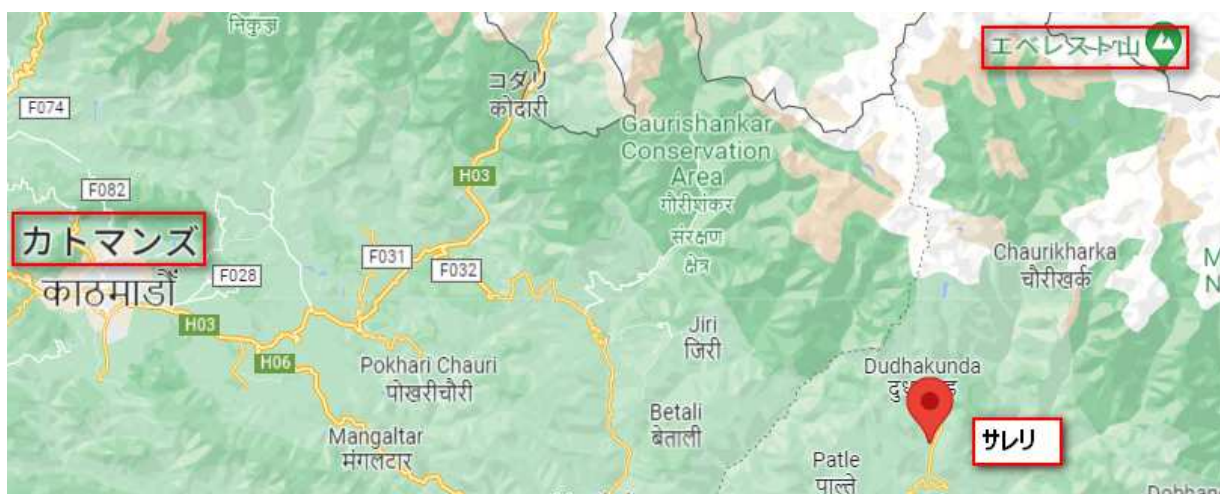 निकुञ्ज
エベレスト山
コダリ
कोदारी
F074
Gaurishankar
Conservation
Area
गौरीशंकर
संरक्षण
क्षेत्र
H03
F082
カトマンズ
काठमाडौं
F028
F031
F032
Chaurikharka
चौरीखर्क
M
N
H03
H06
Jiri
जिरी
Pokhari Chauri
पोखरीचौरी
Dudhakunda
Betali
बेताली
サレリ
Mangaltar
मंगलटार
Patle
पाल्ते